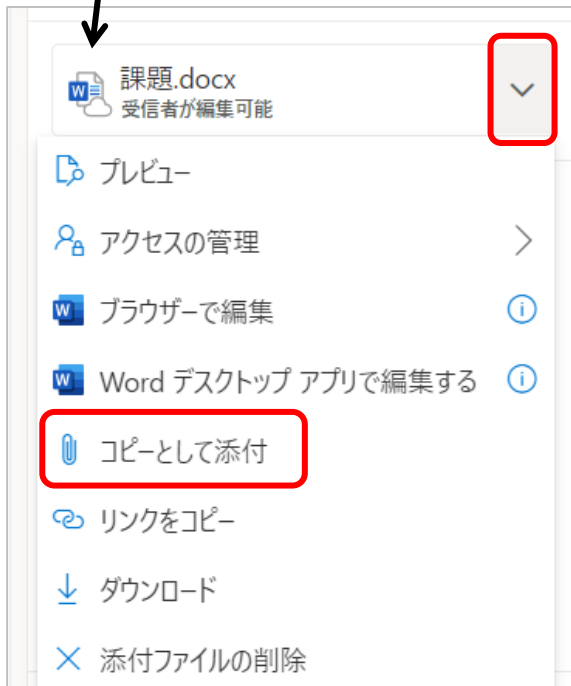 課題.docx
受信者が編集可能
プレビュー
アクセスの管理
ブラウザーで編集
Word デスクトップ アプリで編集する
コピーとして添付
リンクをコピー
ダウンロード
添付ファイルの削除